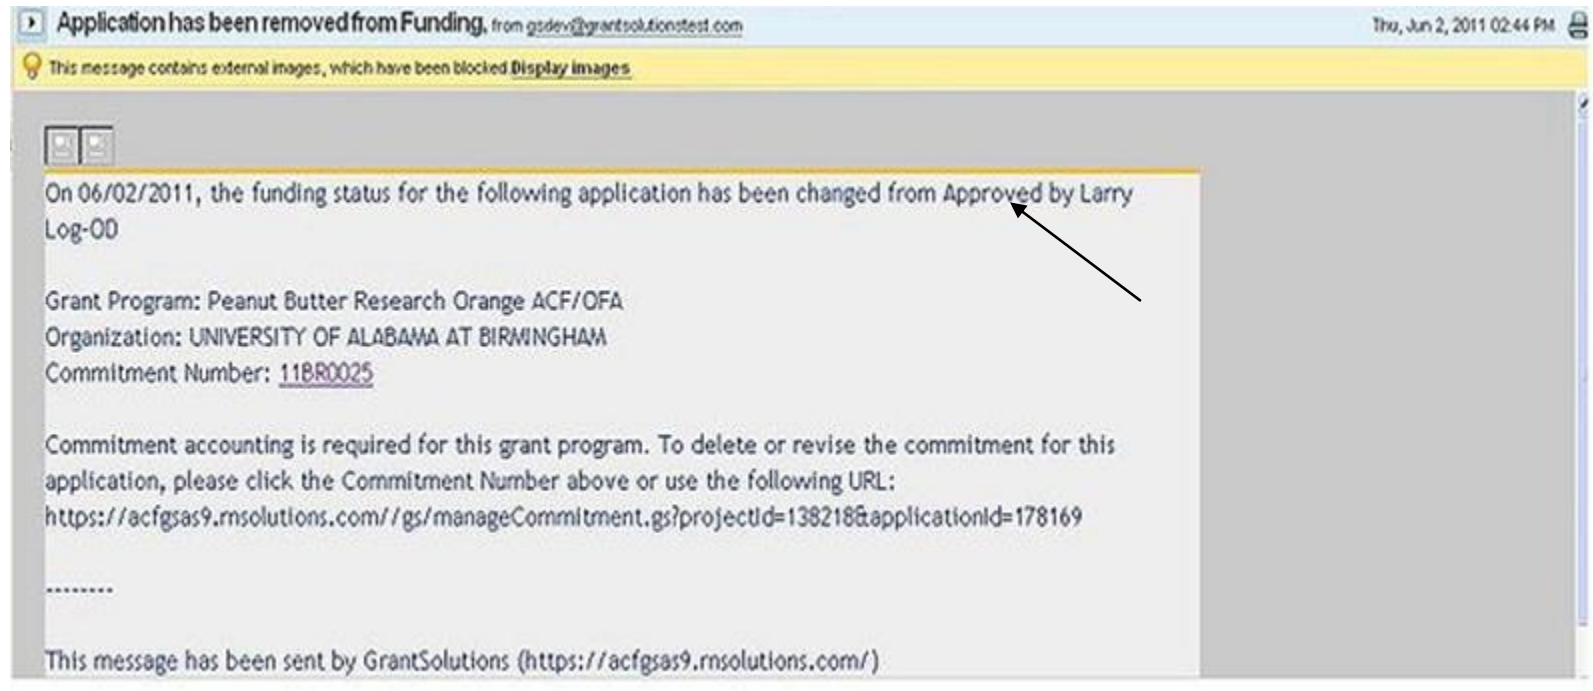 Application has been removed from Funding, from gsdev@grantsolutionstest.com Thu, Jun 2, 2011 02:44 PM
This message contains external images, which have been blocked Display images
On 06/02/2011, the funding status for the following application has been changed from Approved by Larry
Log-OD
Grant Program: Peanut Butter Research Orange ACF/OFA
Organization: UNIVERSITY OF ALABAMA AT BIRMINGHAM
Commitment Number: 11BR0025
Commitment accounting is required for this grant program. To delete or revise the commitment for this
application, please click the Commitment Number above or use the following URL:
https://acfgsas9.rnsolutions.com//gs/manageCommitment.gs?projectId=138218&applicationId=178169
--------
This message has been sent by GrantSolutions (https://acfgsas9.rnsolutions.com/)